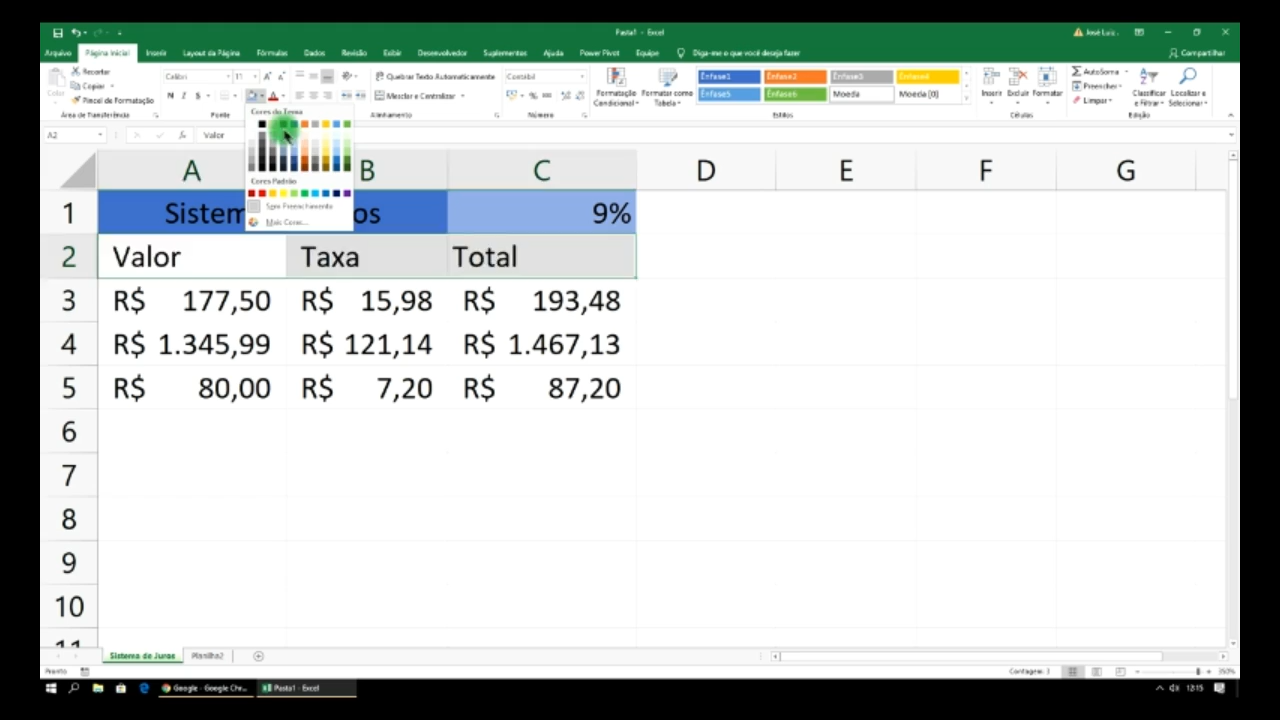 Pasta1 - Excel
José Luiz
Arquivo Página Inicial Inserir Layout da Página Fórmulas Dados Revisão Exibir Desenvolvedor Suplementos Ajuda Power Pivot Equipe Diga-me o que você deseja fazer Compartilhar
Recortar
Copiar
Pincel de Formatação
Área de Transferência
Calibri 11
N I S
Fonte
Quebrar Texto Automaticamente
Mesclar e Centralizar
Alinhamento
Contábil
%
Número
Formatação Condicional
Formatar como Tabela
Ênfase1 Ênfase2 Ênfase3 Ênfase4
Ênfase5 Ênfase6 Moeda Moeda [0]
Estilos
Inserir Excluir Formatar
Células
AutoSoma
Preencher
Limpar
Classificar e Filtrar
Localizar e Selecionar
Edição
A2 fx Valor
Cores do Tema
Cores Padrão
Sem Preenchimento
Mais Cores...
A B C D E F G
1 Sistem os 9%
2 Valor Taxa Total
3 R$ 177,50 R$ 15,98 R$ 193,48
4 R$ 1.345,99 R$ 121,14 R$ 1.467,13
5 R$ 80,00 R$ 7,20 R$ 87,20
6
7
8
9
10
11
Sistema de Juros Planilha2
Pronto Contagem: 3 350%
Google - Google Chr... Pasta1 - Excel 12:15